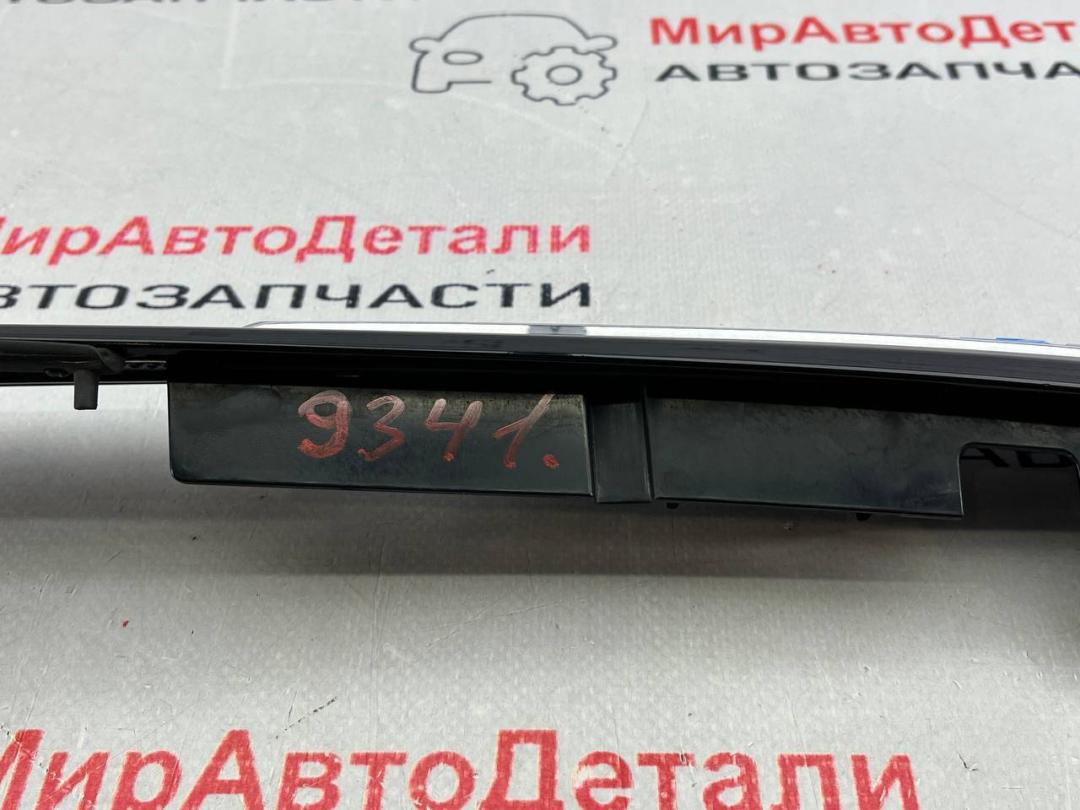 МирАвтоДет
АВТОЗАПЧА
МирАвтоДетали
АВТОЗАПЧАСТИ
9341.
МирАвтоДетали